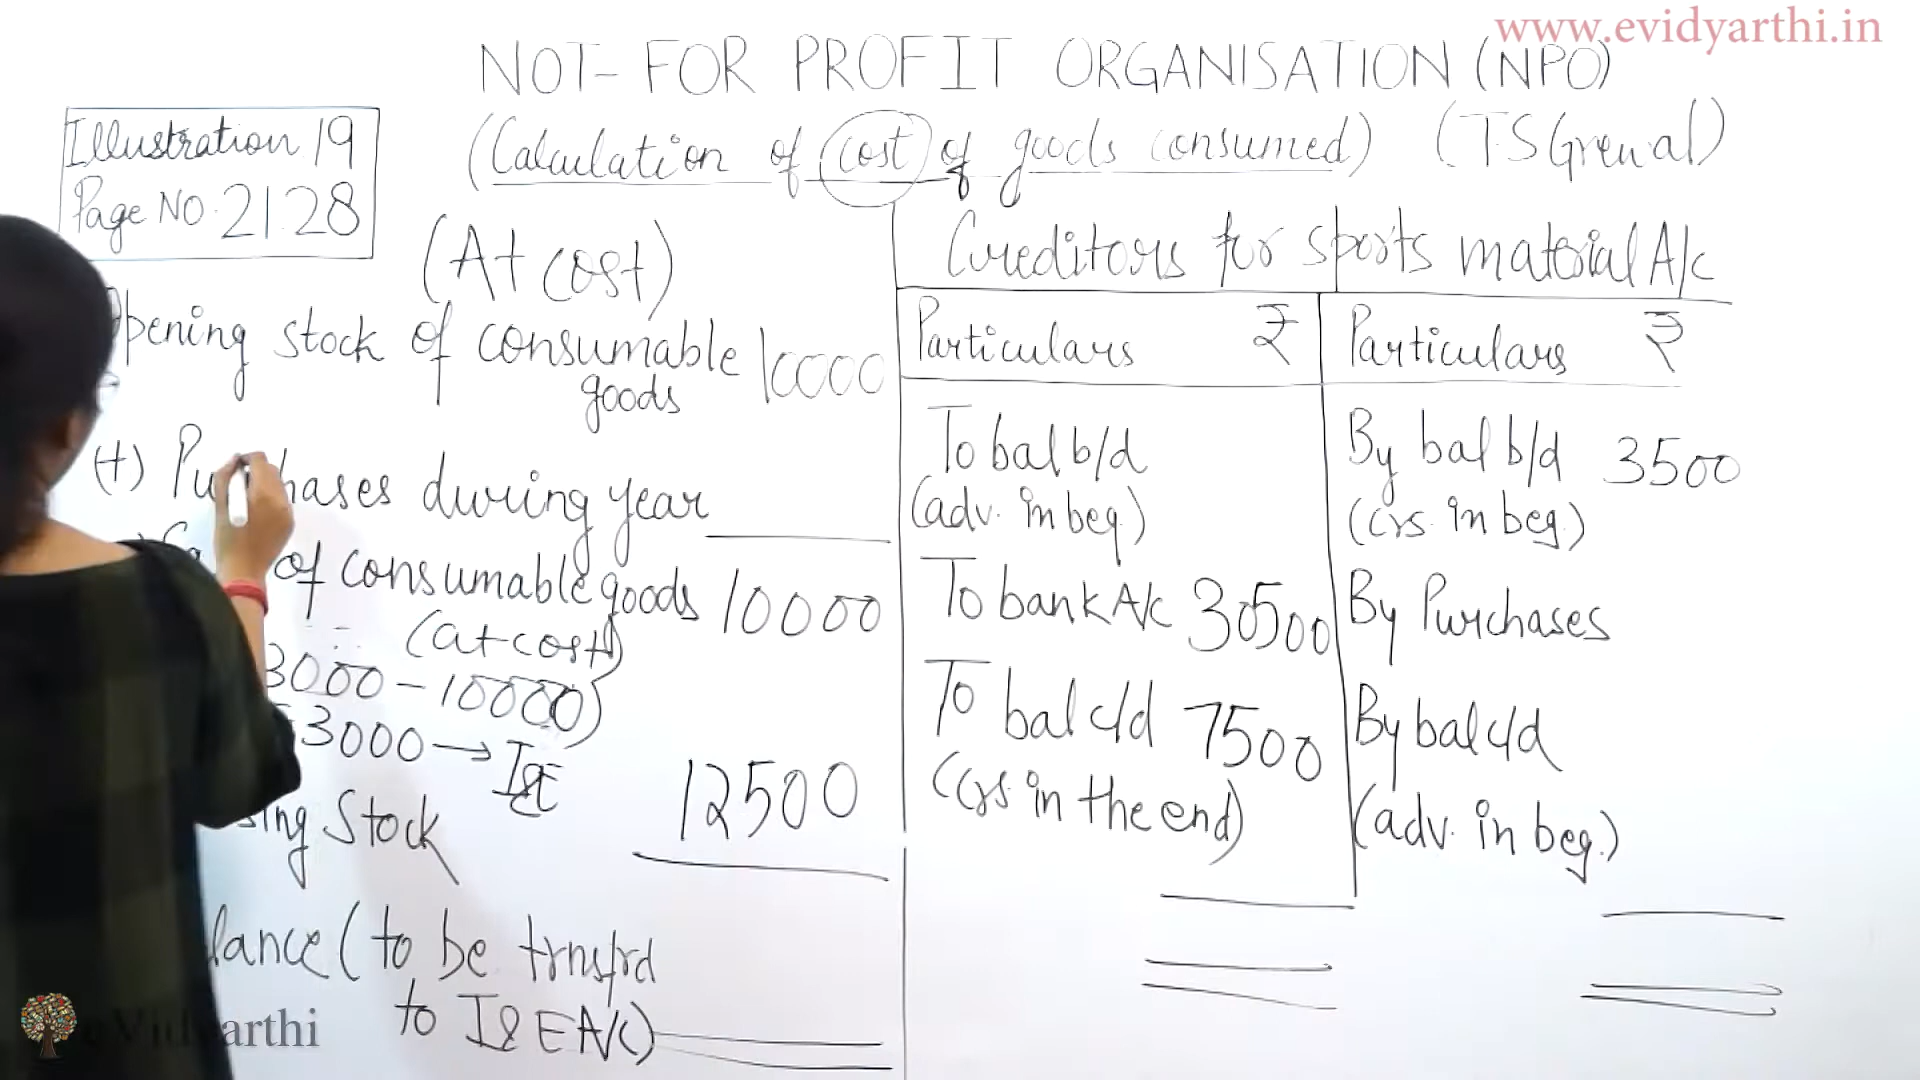 www.evidyarthi.in
NOT-FOR PROFIT ORGANISATION (NPO)
(Calculation of cost of goods consumed) (TS Grewal)
Illustration 19
Page NO. 21.28
(At cost)
pening stock of consumable 10000
goods
(+) Purchases during year
of consumable goods 10000
(at cost)
3000 - 10000)
3000 → I&E
sing Stock 12500
lance (to be trnsfrd
to I&E A/c)
Creditors for sports material A/c
Particulars ₹ Particulars ₹
To bal b/d By bal b/d 3500
(adv. in beg.) (crs. in beg.)
To bank A/c 30500 By Purchases
To bal c/d 7500 By bal c/d
(crs in the end) (adv. in beg.)
eVidyarthi